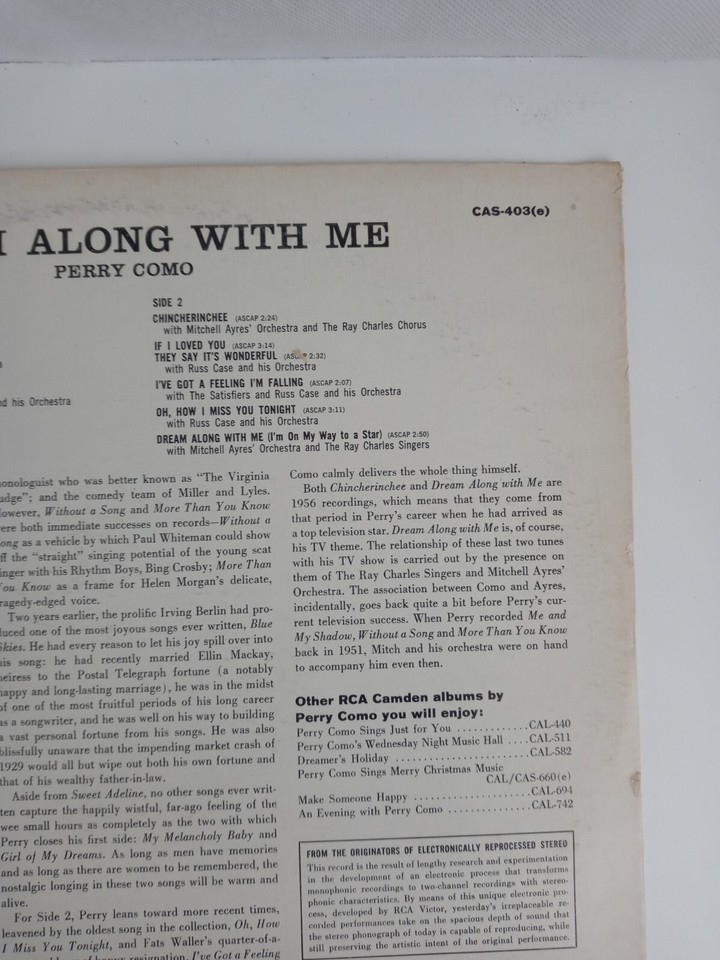 CAS-403(e)
ALONG WITH ME
PERRY COMO
d his Orchestra
SIDE 2
CHINCHERINCHEE (ASCAP 2:24)
with Mitchell Ayres' Orchestra and The Ray Charles Chorus
IF I LOVED YOU (ASCAP 3:14)
THEY SAY IT'S WONDERFUL 2:32)
with Russ Case and his Orchestra
I'VE GOT A FEELING I'M FALLING (ASCAP 2:07)
with The Satisfiers and Russ Case and his Orchestra
OH, HOW I MISS YOU TONIGHT (ASCAP 3:11)
with Russ Case and his Orchestra
DREAM ALONG WITH ME (I'm On My Way to a Star) (ASCAP 2:50)
with Mitchell Ayres' Orchestra and The Ray Charles Singers
onologist who was better known as "The Virginia
udge"; and the comedy team of Miller and Lyles.
owever, Without a Song and More Than You Know
ere both immediate successes on records—Without a
ong as a vehicle by which Paul Whiteman could show
ff the "straight" singing potential of the young scat
inger with his Rhythm Boys, Bing Crosby; More Than
ou Know as a frame for Helen Morgan's delicate,
ragedy-edged voice.
Two years earlier, the prolific Irving Berlin had pro-
duced one of the most joyous songs ever written, Blue
Skies. He had every reason to let his joy spill over into
his song: he had recently married Ellin Mackay,
heiress to the Postal Telegraph fortune (a notably
happy and long-lasting marriage), he was in the midst
of one of the most fruitful periods of his long career
as a songwriter, and he was well on his way to building
a vast personal fortune from his songs. He was also
blissfully unaware that the impending market crash of
1929 would all but wipe out both his own fortune and
that of his wealthy father-in-law.
Aside from Sweet Adeline, no other songs ever writ-
ten capture the happily wistful, far-ago feeling of the
wee small hours as completely as the two with which
Perry closes his first side: My Melancholy Baby and
Girl of My Dreams. As long as men have memories
and as long as there are women to be remembered, the
nostalgic longing in these two songs will be warm and
alive.
For Side 2, Perry leans toward more recent times,
leavened by the oldest song in the collection, Oh, How
I Miss You Tonight, and Fats Waller's quarter-of-a-
of happy resignation, I've Got a Feeling
Como calmly delivers the whole thing himself.
Both Chincherinchee and Dream Along with Me are
1956 recordings, which means that they come from
that period in Perry's career when he had arrived as
a top television star. Dream Along with Me is, of course,
his TV theme. The relationship of these last two tunes
with his TV show is carried out by the presence on
them of The Ray Charles Singers and Mitchell Ayres'
Orchestra. The association between Como and Ayres,
incidentally, goes back quite a bit before Perry's cur-
rent television success. When Perry recorded Me and
My Shadow, Without a Song and More Than You Know
back in 1951, Mitch and his orchestra were on hand
to accompany him even then.
Other RCA Camden albums by
Perry Como you will enjoy:
Perry Como Sings Just for You .............CAL-440
Perry Como's Wednesday Night Music Hall ....CAL-511
Dreamer's Holiday ........................CAL-582
Perry Como Sings Merry Christmas Music
CAL/CAS-660(e)
Make Someone Happy ....................CAL-694
An Evening with Perry Como ..............CAL-742
FROM THE ORIGINATORS OF ELECTRONICALLY REPROCESSED STEREO
This record is the result of lengthy research and experimentation
in the development of an electronic process that transforms
monophonic recordings to two-channel recordings with stereo-
phonic characteristics. By means of this unique electronic pro-
cess, developed by RCA Victor, yesterday's irreplaceable re-
corded performances take on the spacious depth of sound that
the stereo phonograph of today is capable of reproducing, while
still preserving the artistic intent of the original performance.